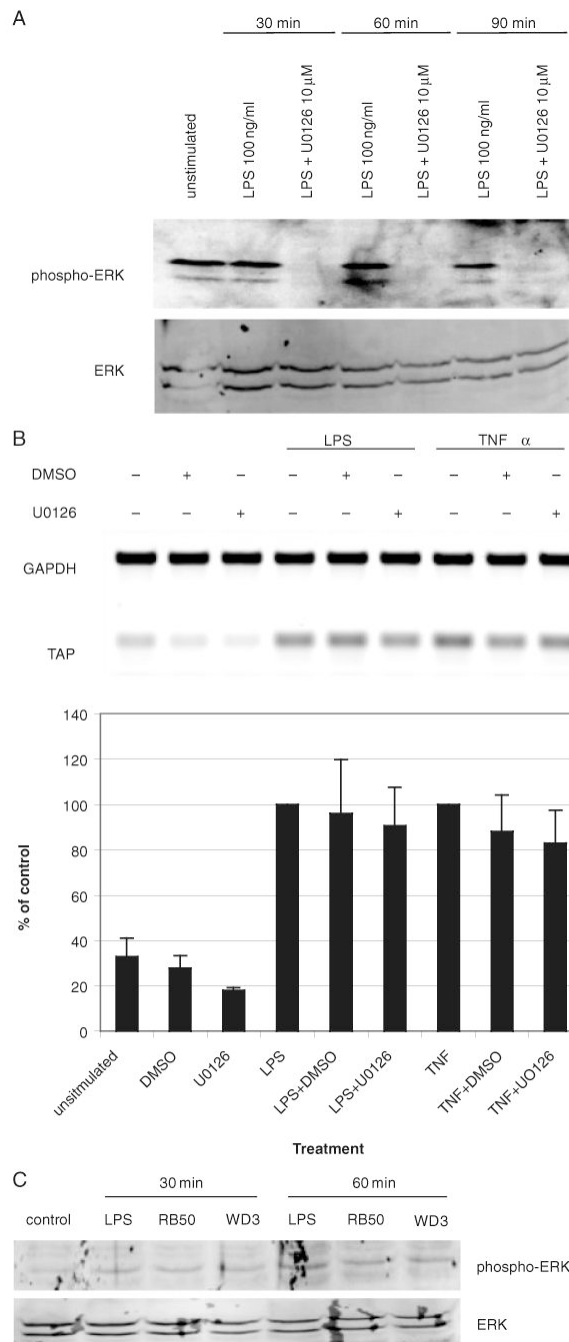 A
30 min 60 min 90 min
unstimulated
LPS 100 ng/ml
LPS + U0126 10 μM
LPS 100 ng/ml
LPS + U0126 10 μM
LPS 100 ng/ml
LPS + U0126 10 μM
phospho-ERK
ERK
B
LPS TNF α
DMSO – + – – + – – + –
U0126 – – + – – + – – +
GAPDH
TAP
140
120
100
80
60
40
20
0
% of control
unsitmulated
DMSO
U0126
LPS
LPS+DMSO
LPS+U0126
TNF
TNF+DMSO
TNF+UO126
Treatment
C
30 min 60 min
control LPS RB50 WD3 LPS RB50 WD3
phospho-ERK
ERK